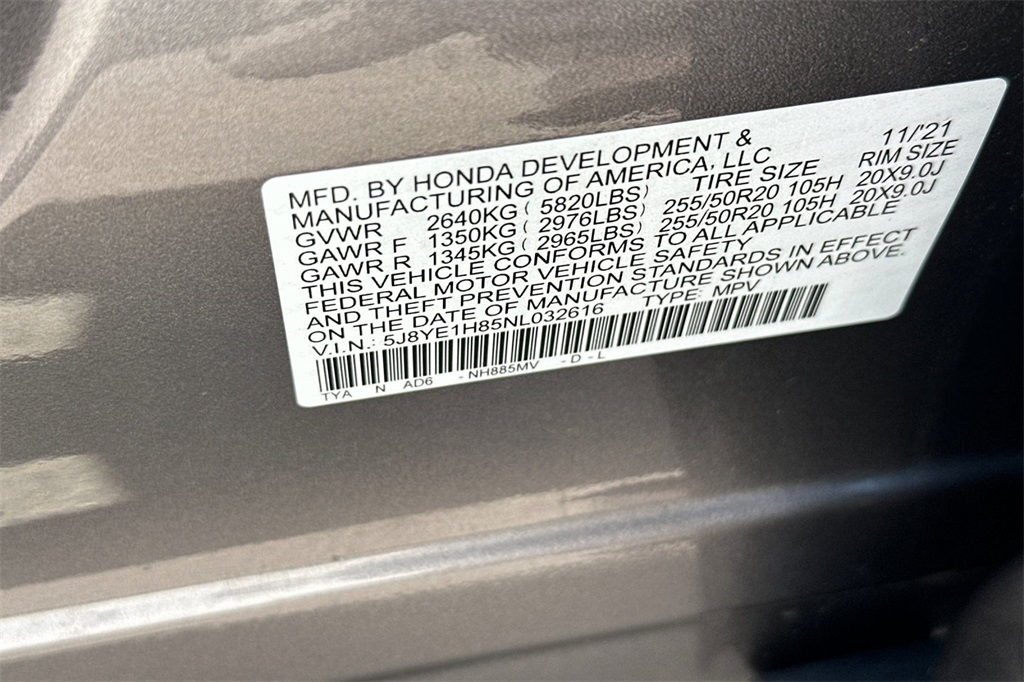 MFD. BY HONDA DEVELOPMENT & 11/'21
MANUFACTURING OF AMERICA, LLC
TIRE SIZE RIM SIZE
GVWR 2640KG ( 5820LBS)
GAWR F 1350KG ( 2976LBS) 255/50R20 105H 20X9.0J
GAWR R 1345KG ( 2965LBS) 255/50R20 105H 20X9.0J
THIS VEHICLE CONFORMS TO ALL APPLICABLE
FEDERAL MOTOR VEHICLE SAFETY
AND THEFT PREVENTION STANDARDS IN EFFECT
ON THE DATE OF MANUFACTURE SHOWN ABOVE.
V.I.N.: 5J8YE1H85NL032616 TYPE: MPV
TYA N AD6 - NH885MV - D - L